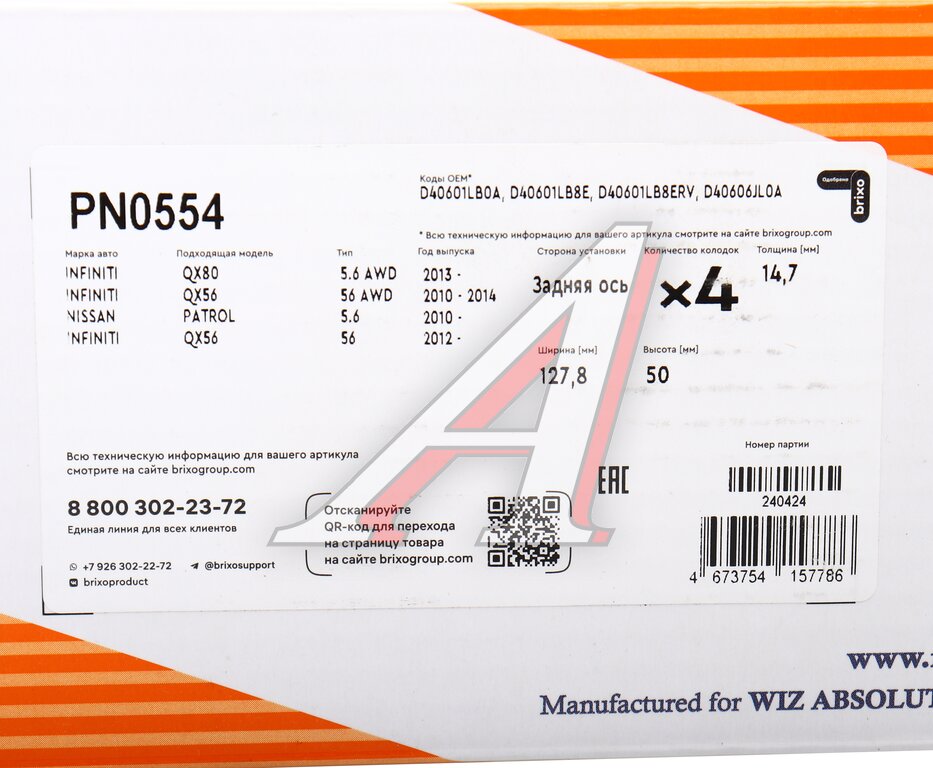 Коды OEM*
D40601LB0A, D40601LB8E, D40601LB8ERV, D40606JL0A
Одобрено
brixo
PN0554
* Всю техническую информацию для вашего артикула смотрите на сайте brixogroup.com
Марка авто Подходящая модель Тип Год выпуска Сторона установки Количество колодок Толщина [мм]
INFINITI QX80 5.6 AWD 2013 - Задняя ось ×4 14,7
INFINITI QX56 56 AWD 2010 - 2014
NISSAN PATROL 5.6 2010 -
INFINITI QX56 56 2012 -
Ширина [мм] Высота [мм]
127,8 50
Номер партии
240424
Всю техническую информацию для вашего артикула
смотрите на сайте brixogroup.com
EAC
8 800 302-23-72
Единая линия для всех клиентов
+7 926 302-22-72 @brixosupport
brixoproduct
Отсканируйте
QR-код для перехода
на страницу товара
на сайте brixogroup.com
4 673754 157786
www.
Manufactured for WIZ ABSOLUT